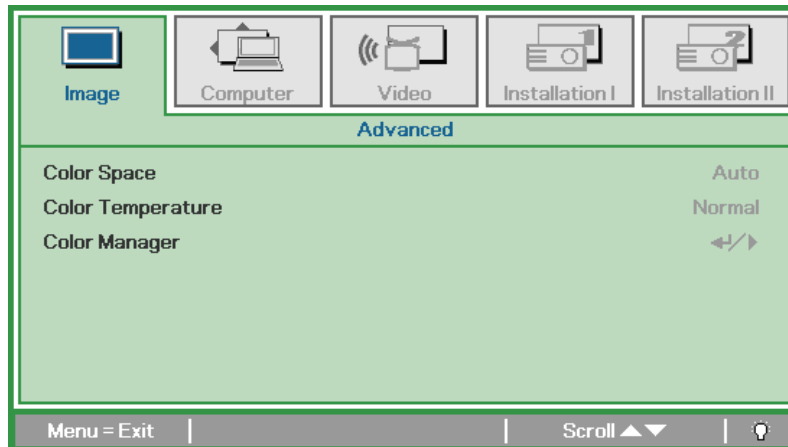 Image Computer Video Installation I Installation II
Advanced
Color Space Auto
Color Temperature Normal
Color Manager
Menu = Exit Scroll